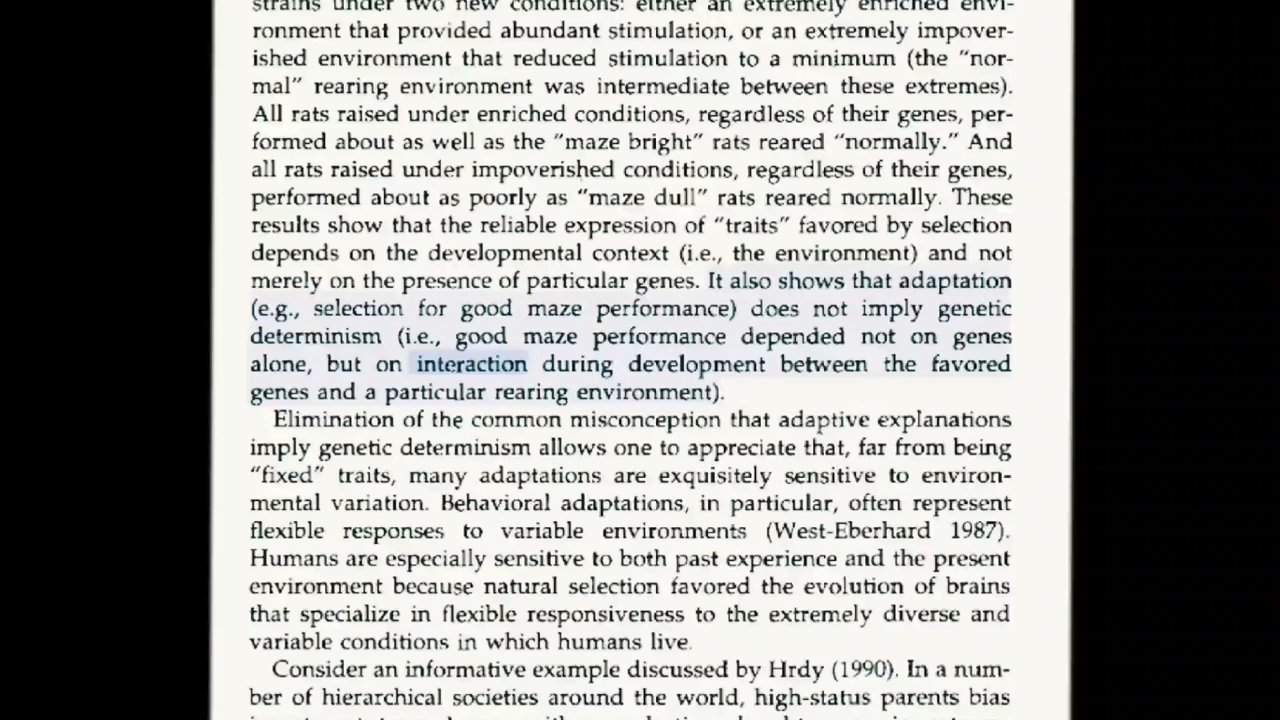 strains under two new conditions: either an extremely enriched envi-
ronment that provided abundant stimulation, or an extremely impover-
ished environment that reduced stimulation to a minimum (the “nor-
mal” rearing environment was intermediate between these extremes).
All rats raised under enriched conditions, regardless of their genes, per-
formed about as well as the “maze bright” rats reared “normally.” And
all rats raised under impoverished conditions, regardless of their genes,
performed about as poorly as “maze dull” rats reared normally. These
results show that the reliable expression of “traits” favored by selection
depends on the developmental context (i.e., the environment) and not
merely on the presence of particular genes. It also shows that adaptation
(e.g., selection for good maze performance) does not imply genetic
determinism (i.e., good maze performance depended not on genes
alone, but on interaction during development between the favored
genes and a particular rearing environment).
Elimination of the common misconception that adaptive explanations
imply genetic determinism allows one to appreciate that, far from being
“fixed” traits, many adaptations are exquisitely sensitive to environ-
mental variation. Behavioral adaptations, in particular, often represent
flexible responses to variable environments (West-Eberhard 1987).
Humans are especially sensitive to both past experience and the present
environment because natural selection favored the evolution of brains
that specialize in flexible responsiveness to the extremely diverse and
variable conditions in which humans live.
Consider an informative example discussed by Hrdy (1990). In a num-
ber of hierarchical societies around the world, high-status parents bias